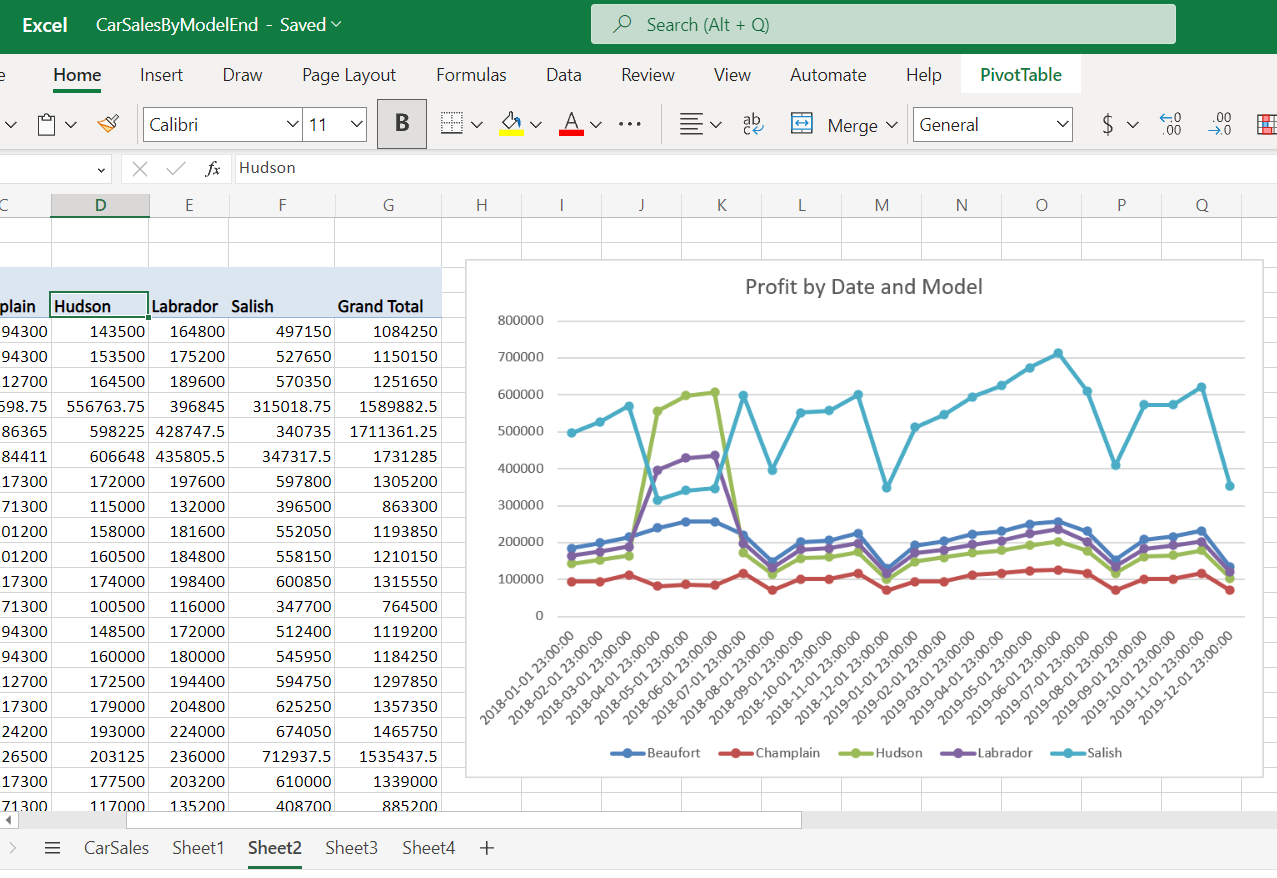 Excel CarSalesByModelEnd - Saved Search (Alt + Q)
Home Insert Draw Page Layout Formulas Data Review View Automate Help PivotTable
Calibri 11 B A ab Merge General $ .00 .00
fx Hudson
C D E F G H I J K L M N O P Q
plain Hudson Labrador Salish Grand Total
94300 143500 164800 497150 1084250
94300 153500 175200 527650 1150150
12700 164500 189600 570350 1251650
598.75 556763.75 396845 315018.75 1589882.5
86365 598225 428747.5 340735 1711361.25
84411 606648 435805.5 347317.5 1731285
17300 172000 197600 597800 1305200
71300 115000 132000 396500 863300
01200 158000 181600 552050 1193850
01200 160500 184800 558150 1210150
17300 174000 198400 600850 1315550
71300 100500 116000 347700 764500
94300 148500 172000 512400 1119200
94300 160000 180000 545950 1184250
12700 172500 194400 594750 1297850
17300 179000 204800 625250 1357350
24200 193000 224000 674050 1465750
26500 203125 236000 712937.5 1535437.5
17300 177500 203200 610000 1339000
71300 117000 135200 408700 885200
Profit by Date and Model
800000
700000
600000
500000
400000
300000
200000
100000
0
2018-01-01 23:00:00
2018-02-01 23:00:00
2018-03-01 23:00:00
2018-04-01 23:00:00
2018-05-01 23:00:00
2018-06-01 23:00:00
2018-07-01 23:00:00
2018-08-01 23:00:00
2018-09-01 23:00:00
2018-10-01 23:00:00
2018-11-01 23:00:00
2018-12-01 23:00:00
2019-01-01 23:00:00
2019-02-01 23:00:00
2019-03-01 23:00:00
2019-04-01 23:00:00
2019-05-01 23:00:00
2019-06-01 23:00:00
2019-07-01 23:00:00
2019-08-01 23:00:00
2019-09-01 23:00:00
2019-10-01 23:00:00
2019-11-01 23:00:00
2019-12-01 23:00:00
Beaufort Champlain Hudson Labrador Salish
CarSales Sheet1 Sheet2 Sheet3 Sheet4 +